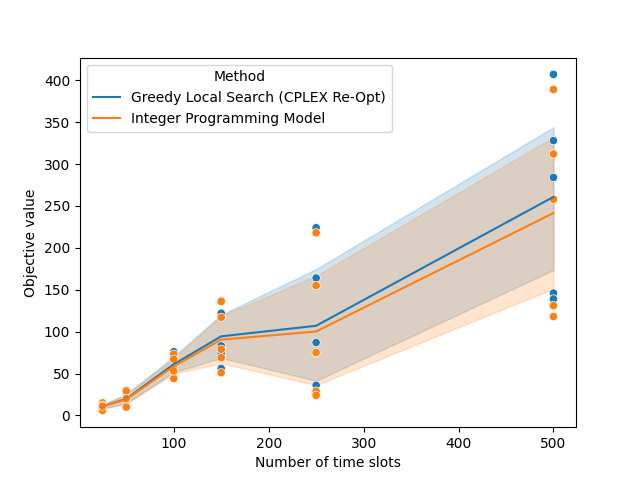 Method
Greedy Local Search (CPLEX Re-Opt)
Integer Programming Model
Objective value
400
350
300
250
200
150
100
50
0
100 200 300 400 500
Number of time slots